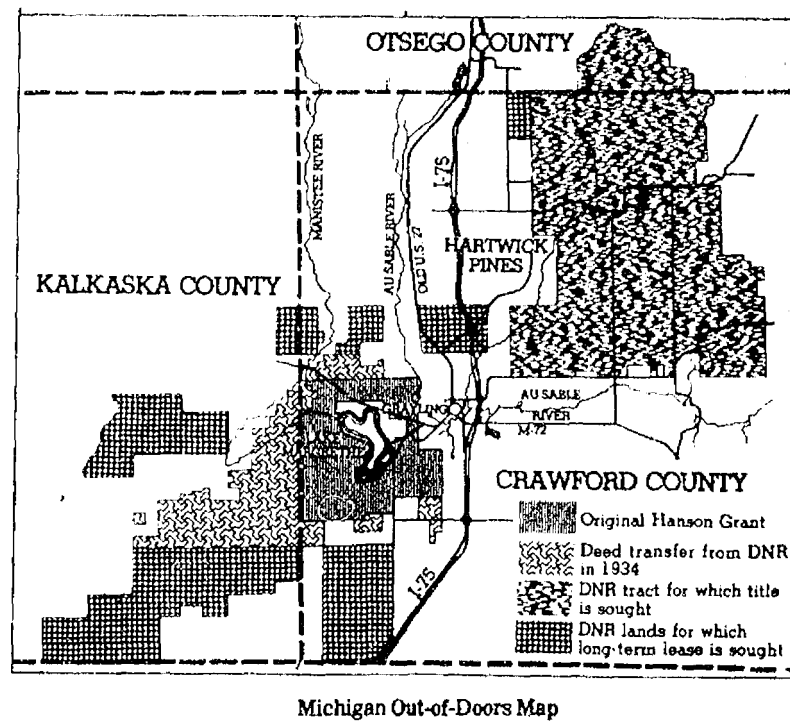 OTSEGO COUNTY
MANISTEE RIVER
AU SABLE RIVER
OLD U.S. 27
I-75
HARTWICK
PINES
KALKASKA COUNTY
GRAYLING
AU SABLE
RIVER
M-72
LAKE
MARGRETHE
CRAWFORD COUNTY
I-75
Original Hanson Grant
Deed transfer from DNR
in 1934
DNR tract for which title
is sought
DNR lands for which
long-term lease is sought
Michigan Out-of-Doors Map